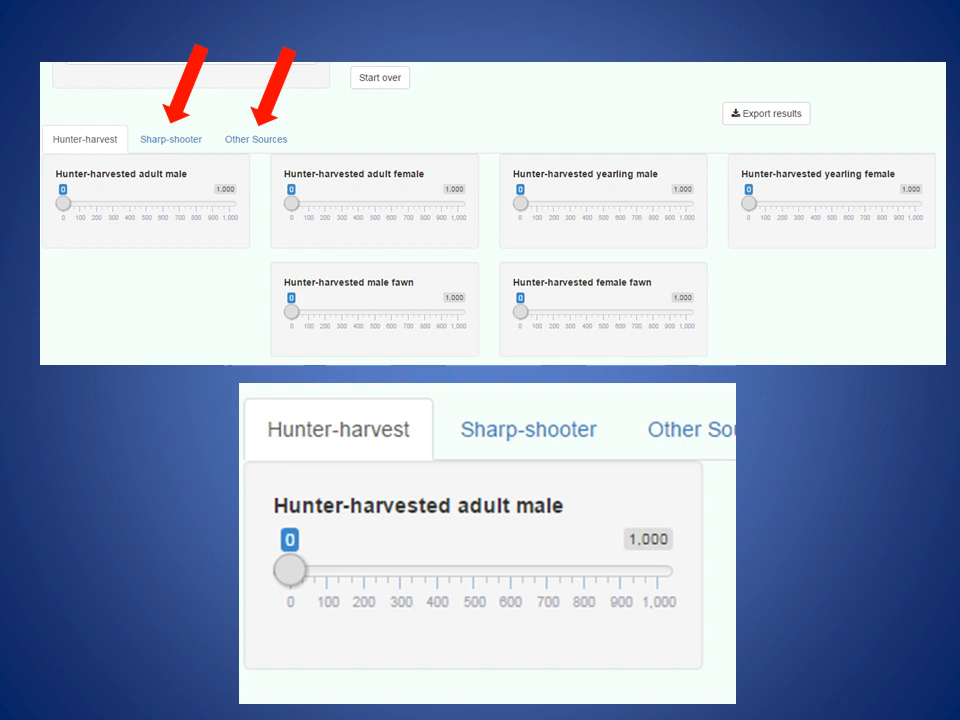 Start over
Export results
Hunter-harvest Sharp-shooter Other Sources
Hunter-harvested adult male Hunter-harvested adult female Hunter-harvested yearling male Hunter-harvested yearling female
0 1,000 0 1,000 0 1,000 0 1,000
0 100 200 300 400 500 600 700 800 900 1,000 0 100 200 300 400 500 600 700 800 900 1,000 0 100 200 300 400 500 600 700 800 900 1,000 0 100 200 300 400 500 600 700 800 900 1,000
Hunter-harvested male fawn Hunter-harvested female fawn
0 1,000 0 1,000
0 100 200 300 400 500 600 700 800 900 1,000 0 100 200 300 400 500 600 700 800 900 1,000
Hunter-harvest Sharp-shooter Other Sou
Hunter-harvested adult male
0 1,000
0 100 200 300 400 500 600 700 800 900 1,000